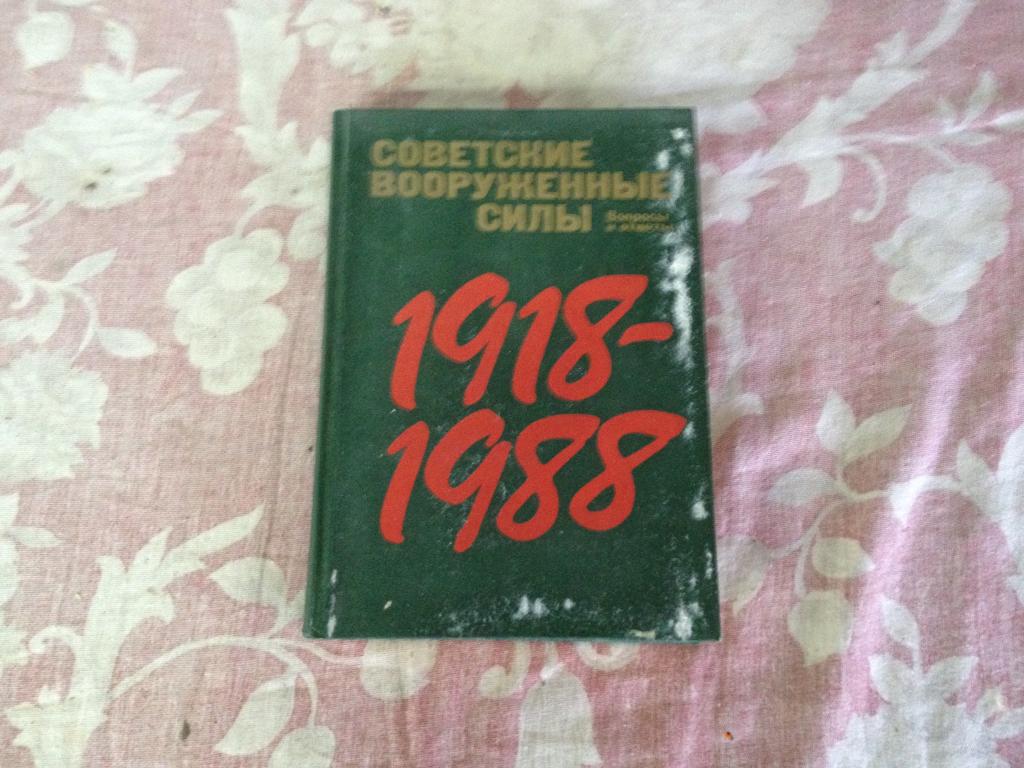 СОВЕТСКИЕ
ВООРУЖЕННЫЕ
СИЛЫ
Вопросы
и ответы
1918-
1988